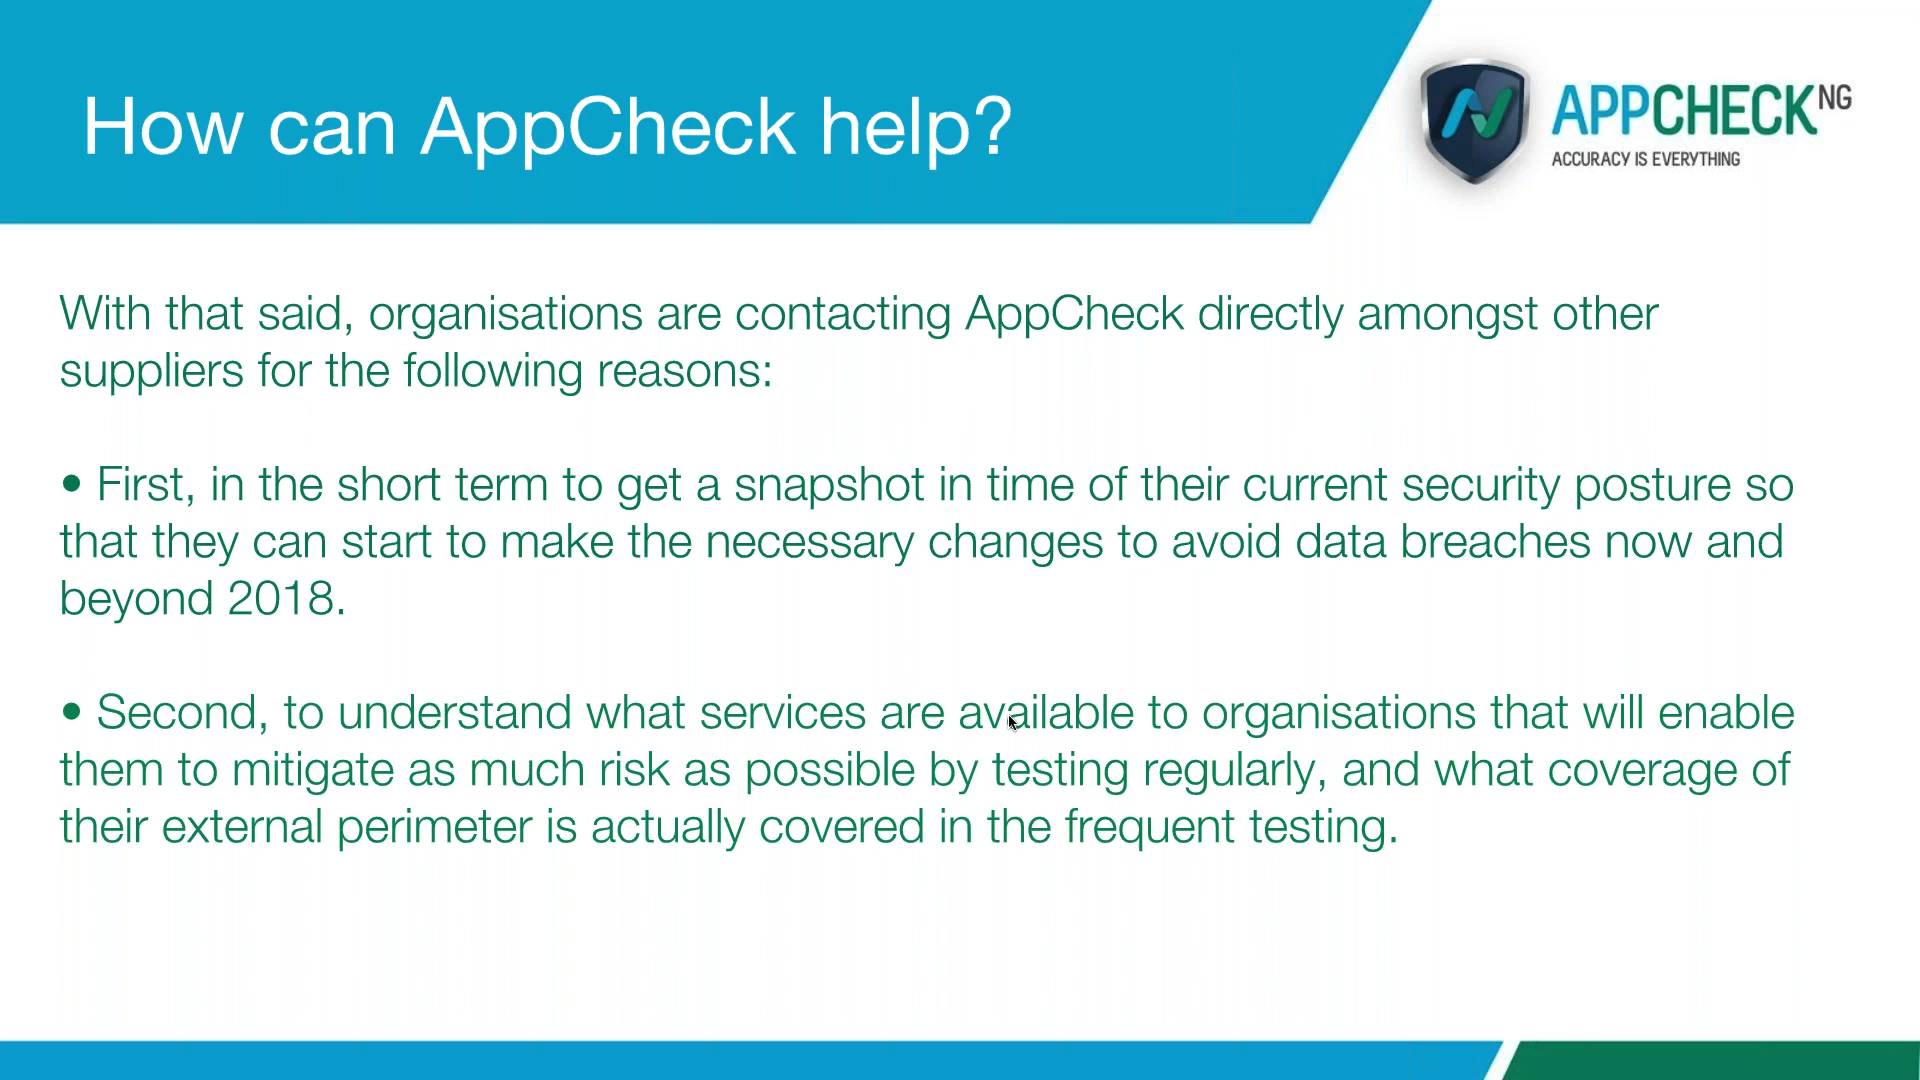 How can AppCheck help?
APPCHECK NG
ACCURACY IS EVERYTHING
With that said, organisations are contacting AppCheck directly amongst other
suppliers for the following reasons:
• First, in the short term to get a snapshot in time of their current security posture so
that they can start to make the necessary changes to avoid data breaches now and
beyond 2018.
• Second, to understand what services are available to organisations that will enable
them to mitigate as much risk as possible by testing regularly, and what coverage of
their external perimeter is actually covered in the frequent testing.